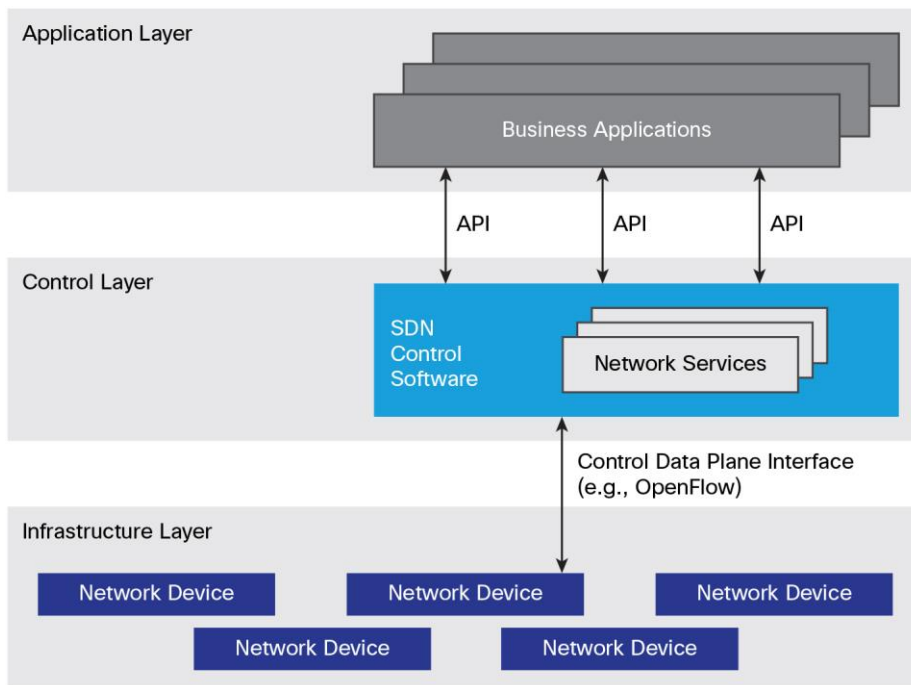 Application Layer
Business Applications
API
API
API
Control Layer
SDN
Control
Software
Network Services
Control Data Plane Interface
(e.g., OpenFlow)
Infrastructure Layer
Network Device
Network Device
Network Device
Network Device
Network Device